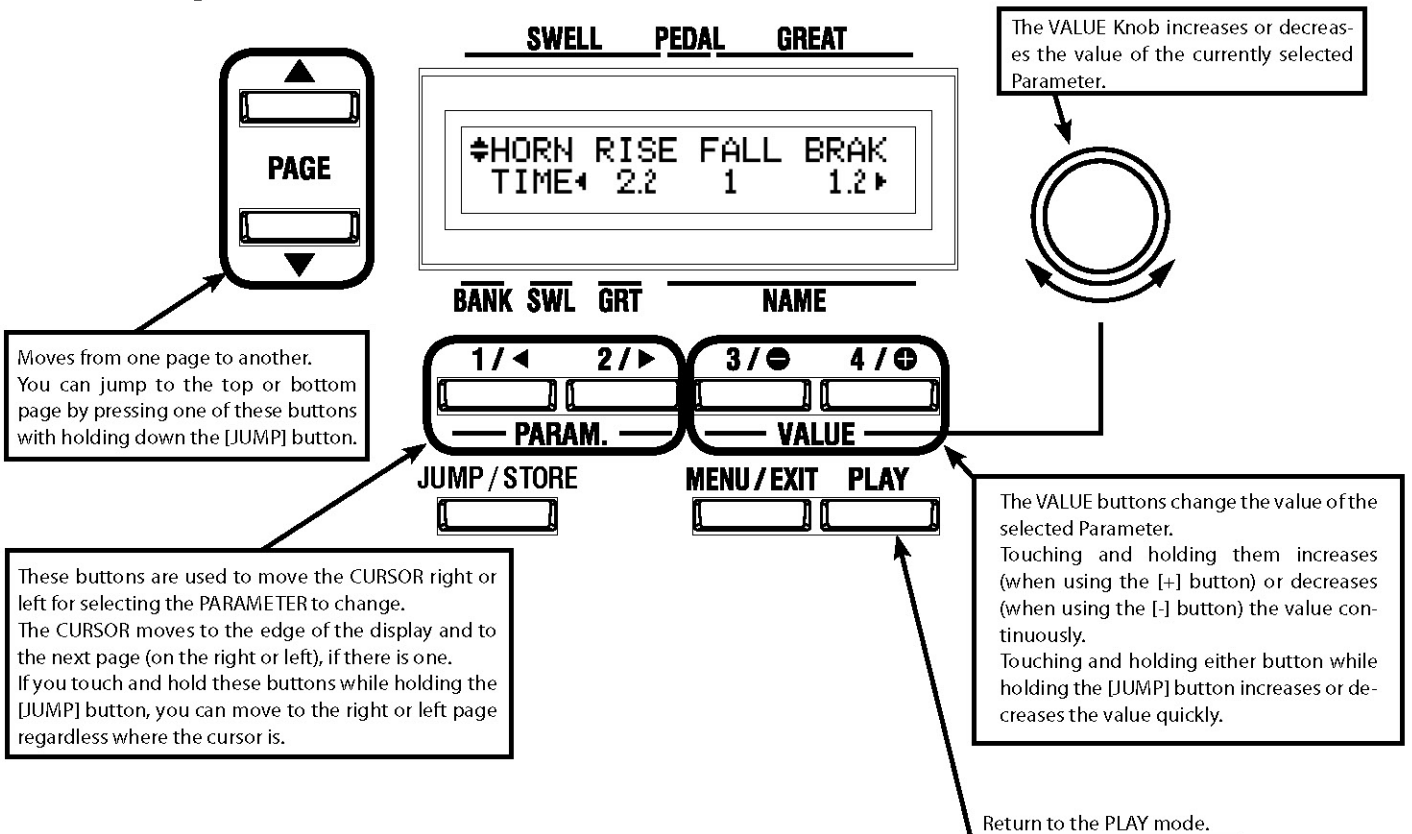 SWELL PEDAL GREAT
The VALUE Knob increases or decreas-
es the value of the currently selected
Parameter.
PAGE
HORN RISE FALL BRAK
TIME 2.2 1 1.2
BANK SWL GRT NAME
Moves from one page to another.
You can jump to the top or bottom
page by pressing one of these buttons
with holding down the [JUMP] button.
1/◀ 2/▶ 3/⊖ 4/⊕
PARAM. VALUE
JUMP / STORE MENU / EXIT PLAY
The VALUE buttons change the value of the
selected Parameter.
Touching and holding them increases
(when using the [+] button) or decreases
(when using the [-] button) the value con-
tinuously.
Touching and holding either button while
holding the [JUMP] button increases or de-
creases the value quickly.
These buttons are used to move the CURSOR right or
left for selecting the PARAMETER to change.
The CURSOR moves to the edge of the display and to
the next page (on the right or left), if there is one.
If you touch and hold these buttons while holding the
[JUMP] button, you can move to the right or left page
regardless where the cursor is.
Return to the PLAY mode.